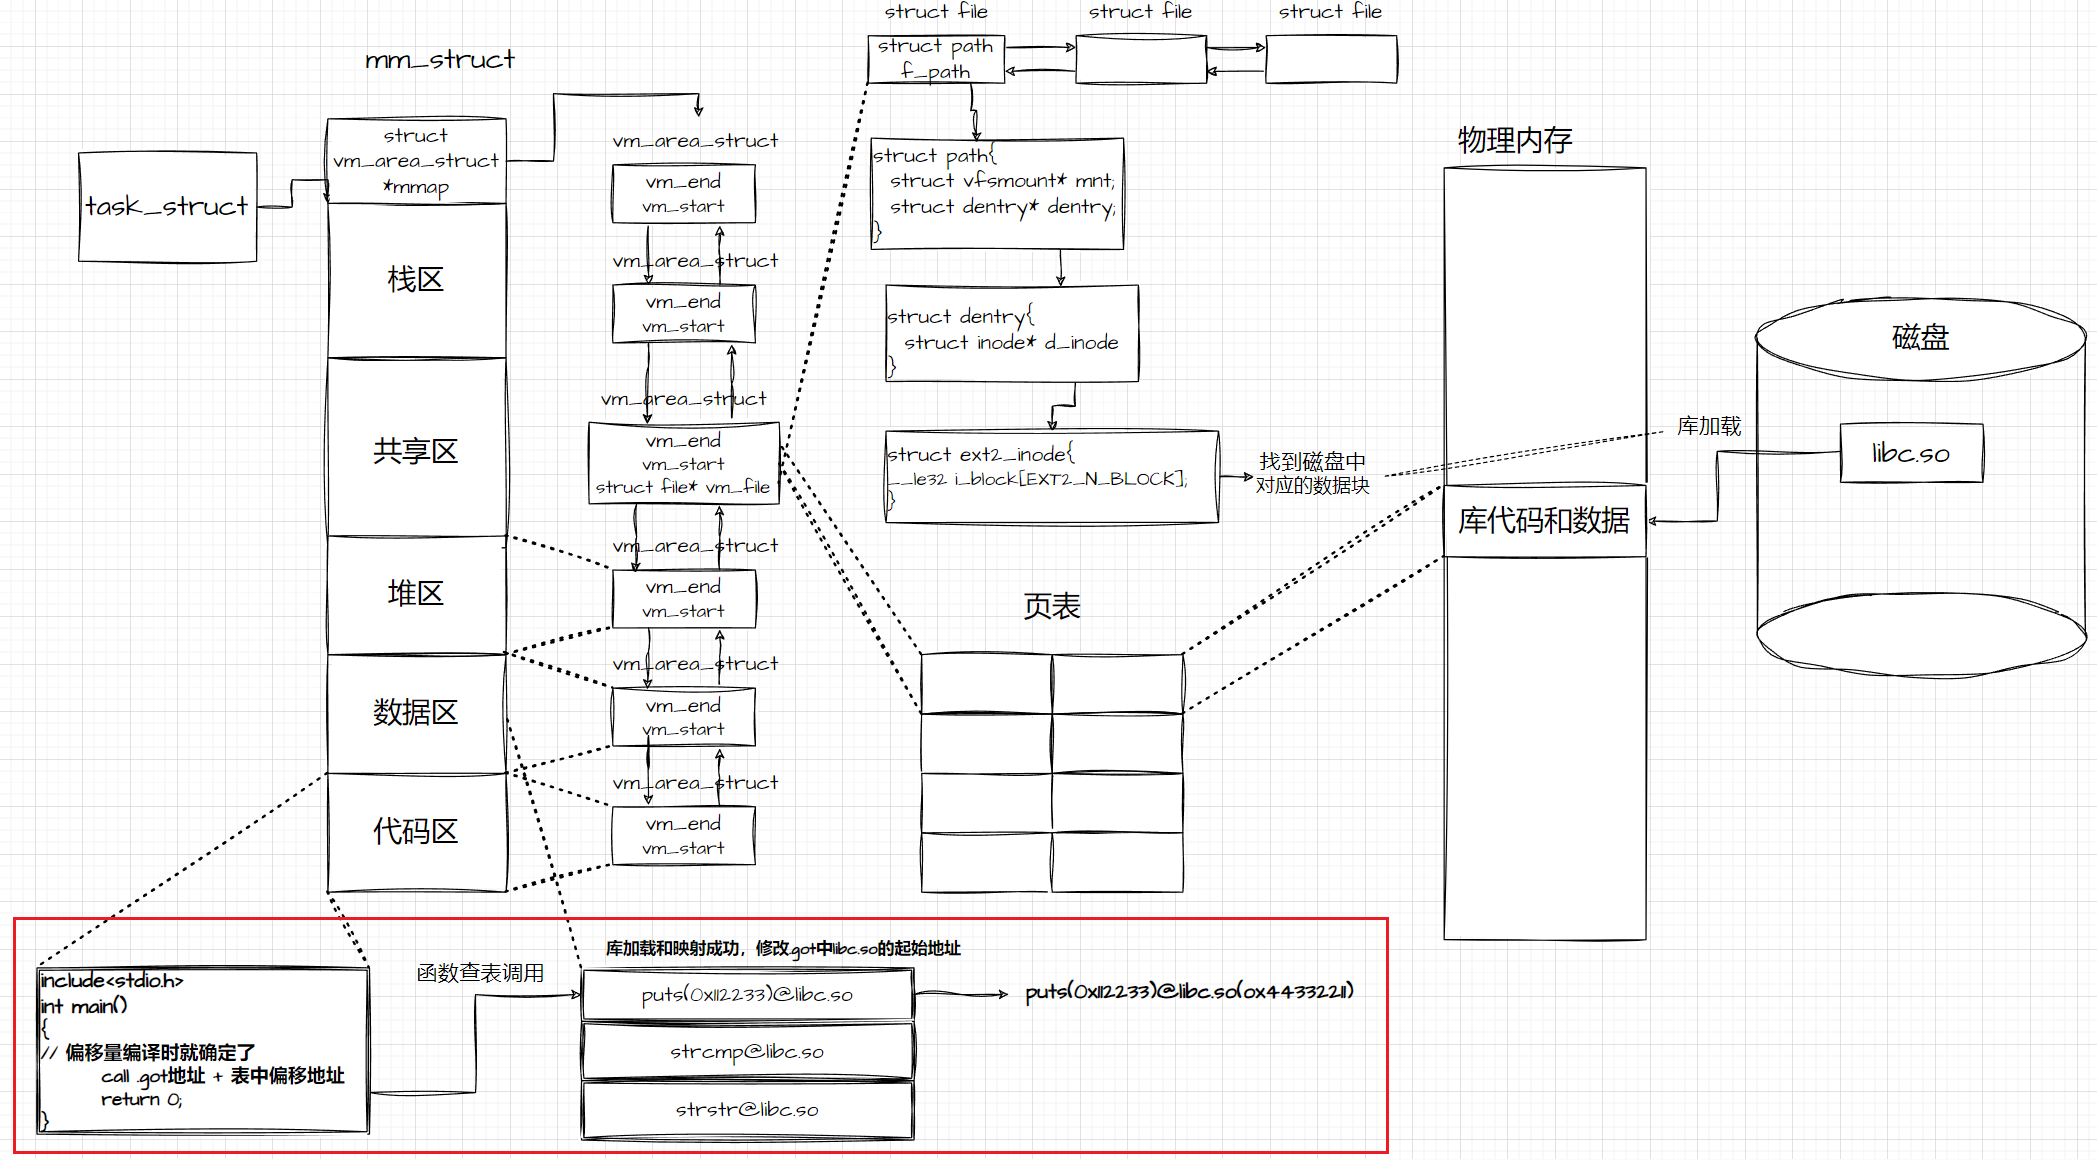 struct file
struct file
struct file
struct path
f_path
mm_struct
struct
vm_area_struct
*mmap
task_struct
栈区
共享区
堆区
数据区
代码区
vm_area_struct
vm_end
vm_start
vm_area_struct
vm_end
vm_start
vm_area_struct
vm_end
vm_start
struct file* vm_file
vm_area_struct
vm_end
vm_start
vm_area_struct
vm_end
vm_start
vm_area_struct
vm_end
vm_start
struct path{
struct vfsmount* mnt;
struct dentry* dentry;
}
struct dentry{
struct inode* d_inode
}
struct ext2_inode{
__le32 i_block[EXT2_N_BLOCK];
}
找到磁盘中
对应的数据块
页表
物理内存
库代码和数据
库加载
磁盘
libc.so
include<stdio.h>
int main()
{
// 偏移量编译时就确定了
call .got地址 + 表中偏移地址
return 0;
}
函数查表调用
库加载和映射成功，修改.got中libc.so的起始地址
puts(0x112233)@libc.so
strcmp@libc.so
strstr@libc.so
puts(0x112233)@libc.so(0x44332211)